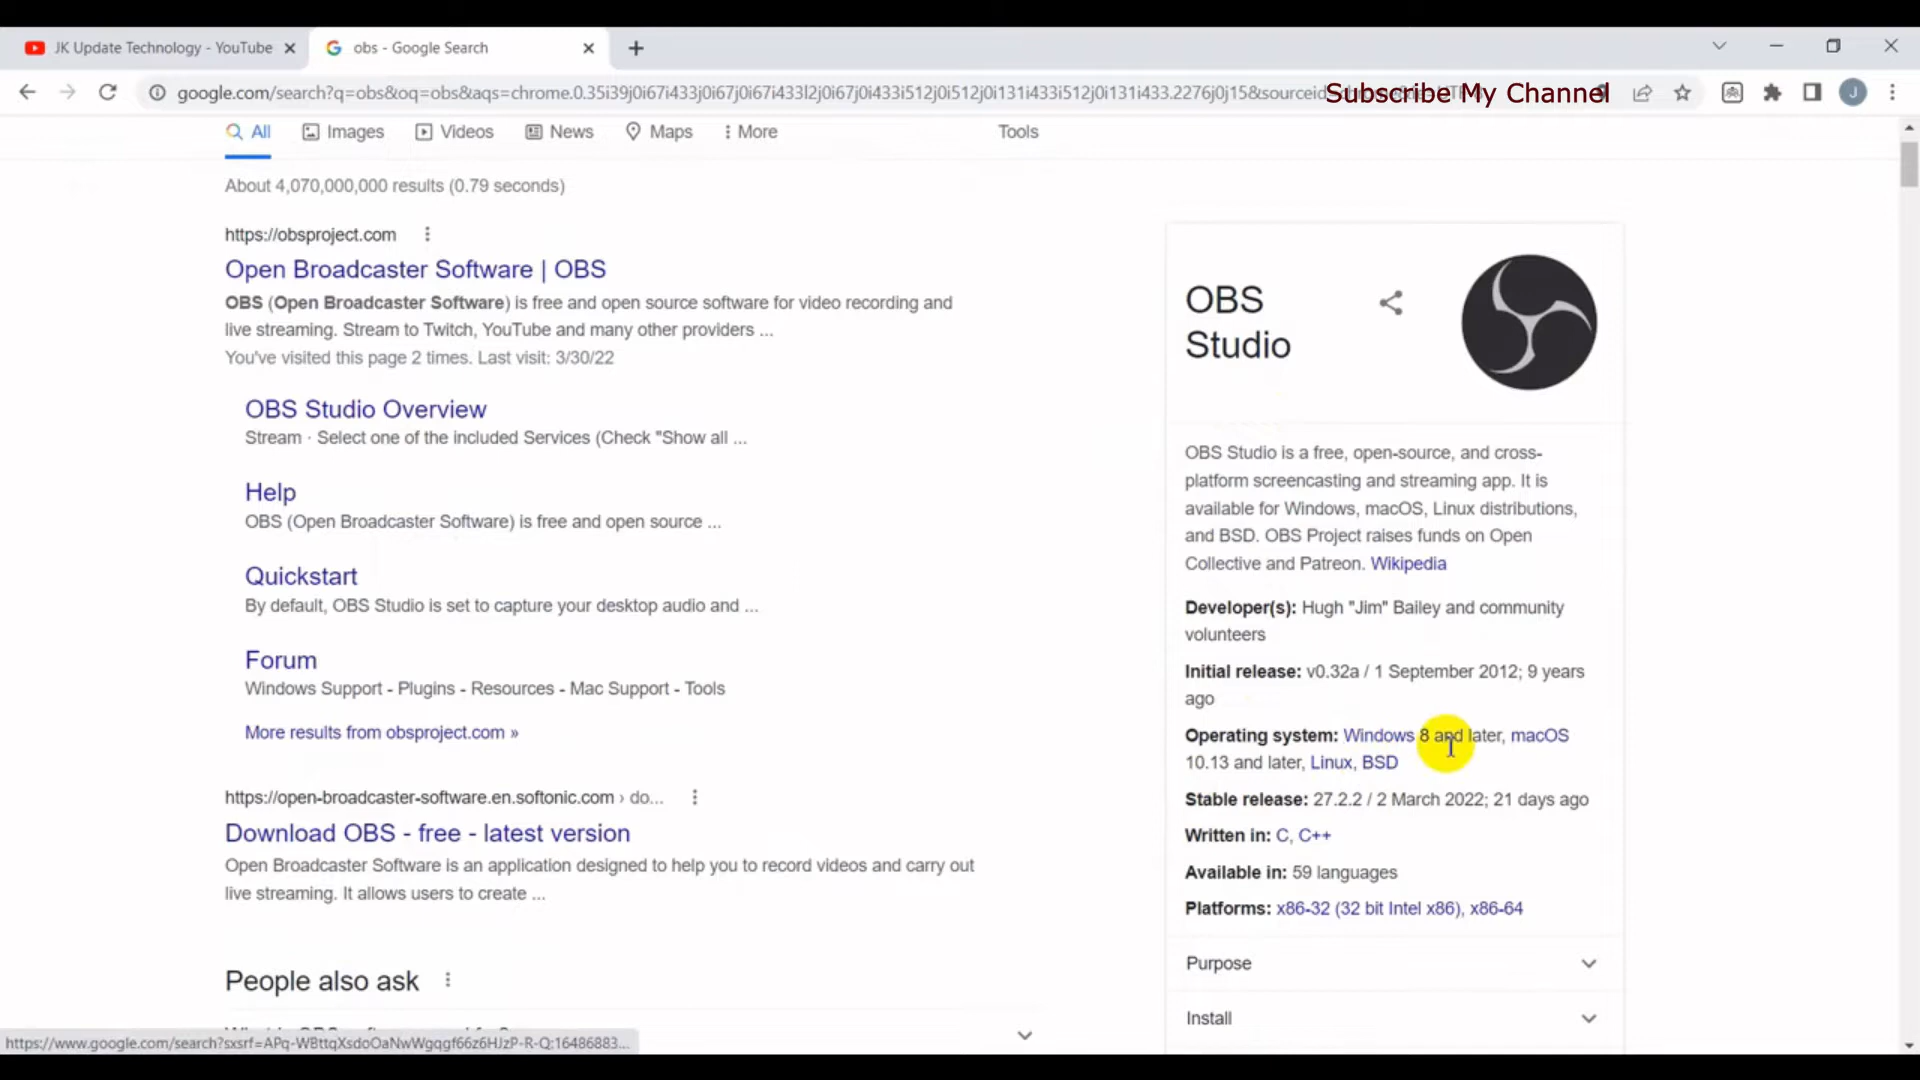 JK Update Technology - YouTube
obs - Google Search
google.com/search?q=obs&oq=obs&aqs=chrome.0.35i39j0i67i433j0i67j0i67i433l2j0i67j0i433i512j0i512j0i131i433i512j0i131i433.2276j0j15&sourceid
Subscribe My Channel
J
All
Images
Videos
News
Maps
More
Tools
About 4,070,000,000 results (0.79 seconds)
https://obsproject.com
Open Broadcaster Software | OBS
OBS (Open Broadcaster Software) is free and open source software for video recording and
live streaming. Stream to Twitch, YouTube and many other providers ...
You've visited this page 2 times. Last visit: 3/30/22
OBS Studio Overview
Stream · Select one of the included Services (Check "Show all ...
Help
OBS (Open Broadcaster Software) is free and open source ...
Quickstart
By default, OBS Studio is set to capture your desktop audio and ...
Forum
Windows Support - Plugins - Resources - Mac Support - Tools
More results from obsproject.com »
https://open-broadcaster-software.en.softonic.com › do...
Download OBS - free - latest version
Open Broadcaster Software is an application designed to help you to record videos and carry out
live streaming. It allows users to create ...
People also ask
https://www.google.com/search?sxsrf=APq-WBttqXsdoOaNwWgqgf66z6HJzP-R-Q:16486883...
OBS
Studio
OBS Studio is a free, open-source, and cross-
platform screencasting and streaming app. It is
available for Windows, macOS, Linux distributions,
and BSD. OBS Project raises funds on Open
Collective and Patreon. Wikipedia
Developer(s): Hugh "Jim" Bailey and community
volunteers
Initial release: v0.32a / 1 September 2012; 9 years
ago
Operating system: Windows 8 and later, macOS
10.13 and later, Linux, BSD
Stable release: 27.2.2 / 2 March 2022; 21 days ago
Written in: C, C++
Available in: 59 languages
Platforms: x86-32 (32 bit Intel x86), x86-64
Purpose
Install